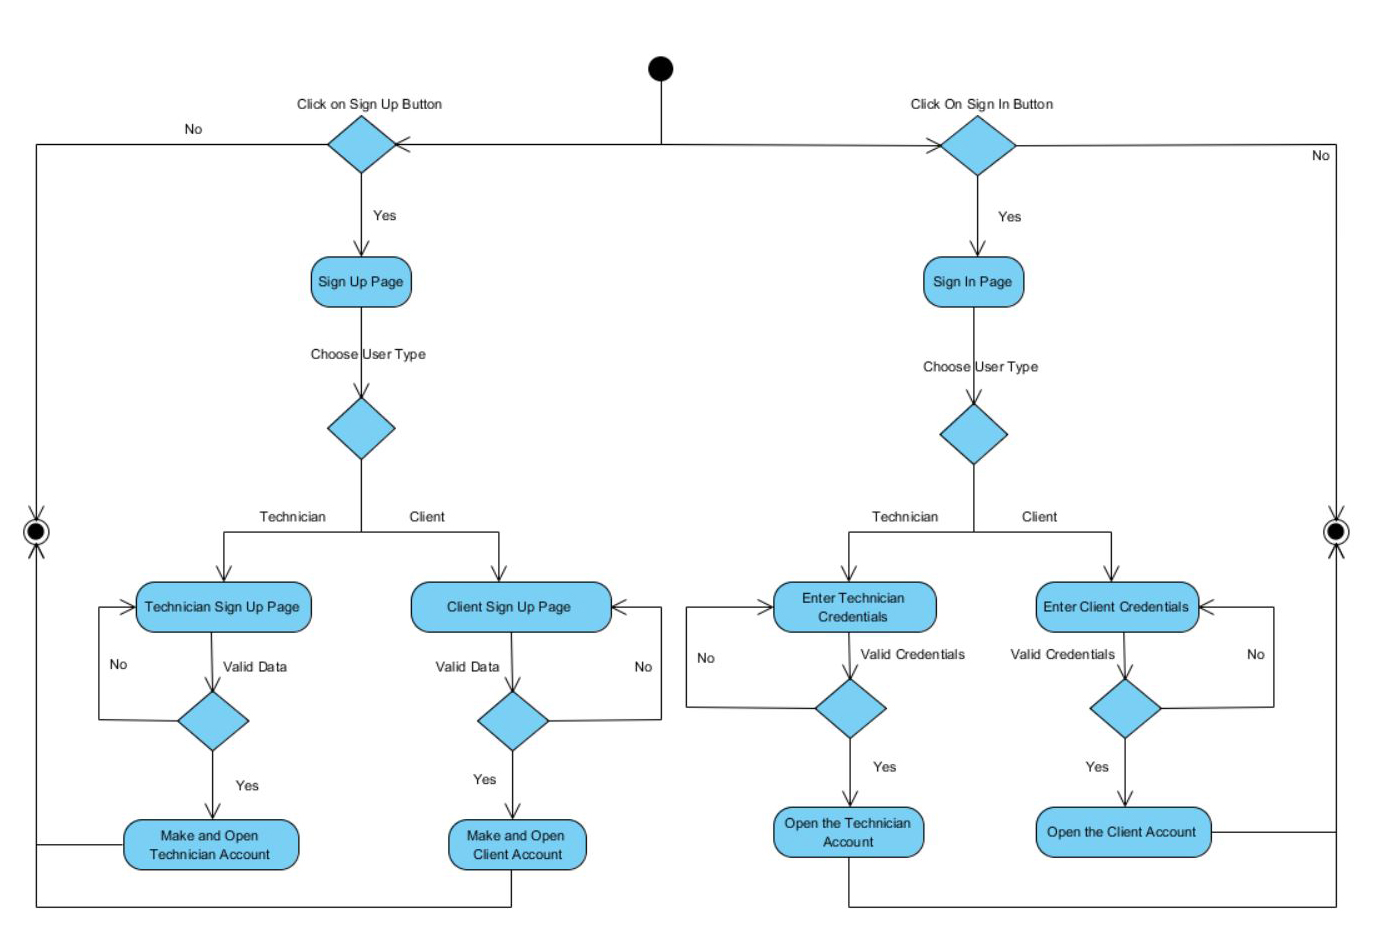 Click on Sign Up Button
Click On Sign In Button
No
No
Yes
Yes
Sign Up Page
Sign In Page
Choose User Type
Choose User Type
Technician
Client
Technician
Client
Technician Sign Up Page
Client Sign Up Page
Enter Technician
Credentials
Enter Client Credentials
No
Valid Data
Valid Data
No
No
Valid Credentials
Valid Credentials
No
Yes
Yes
Yes
Yes
Make and Open
Technician Account
Make and Open
Client Account
Open the Technician
Account
Open the Client Account